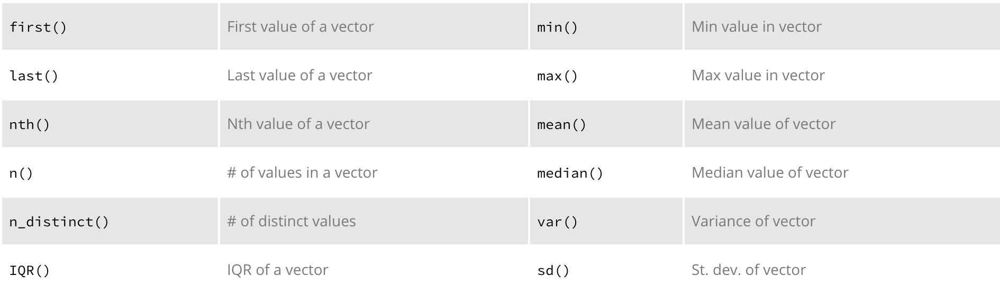 first() First value of a vector min() Min value in vector
last() Last value of a vector max() Max value in vector
nth() Nth value of a vector mean() Mean value of vector
n() # of values in a vector median() Median value of vector
n_distinct() # of distinct values var() Variance of vector
IQR() IQR of a vector sd() St. dev. of vector